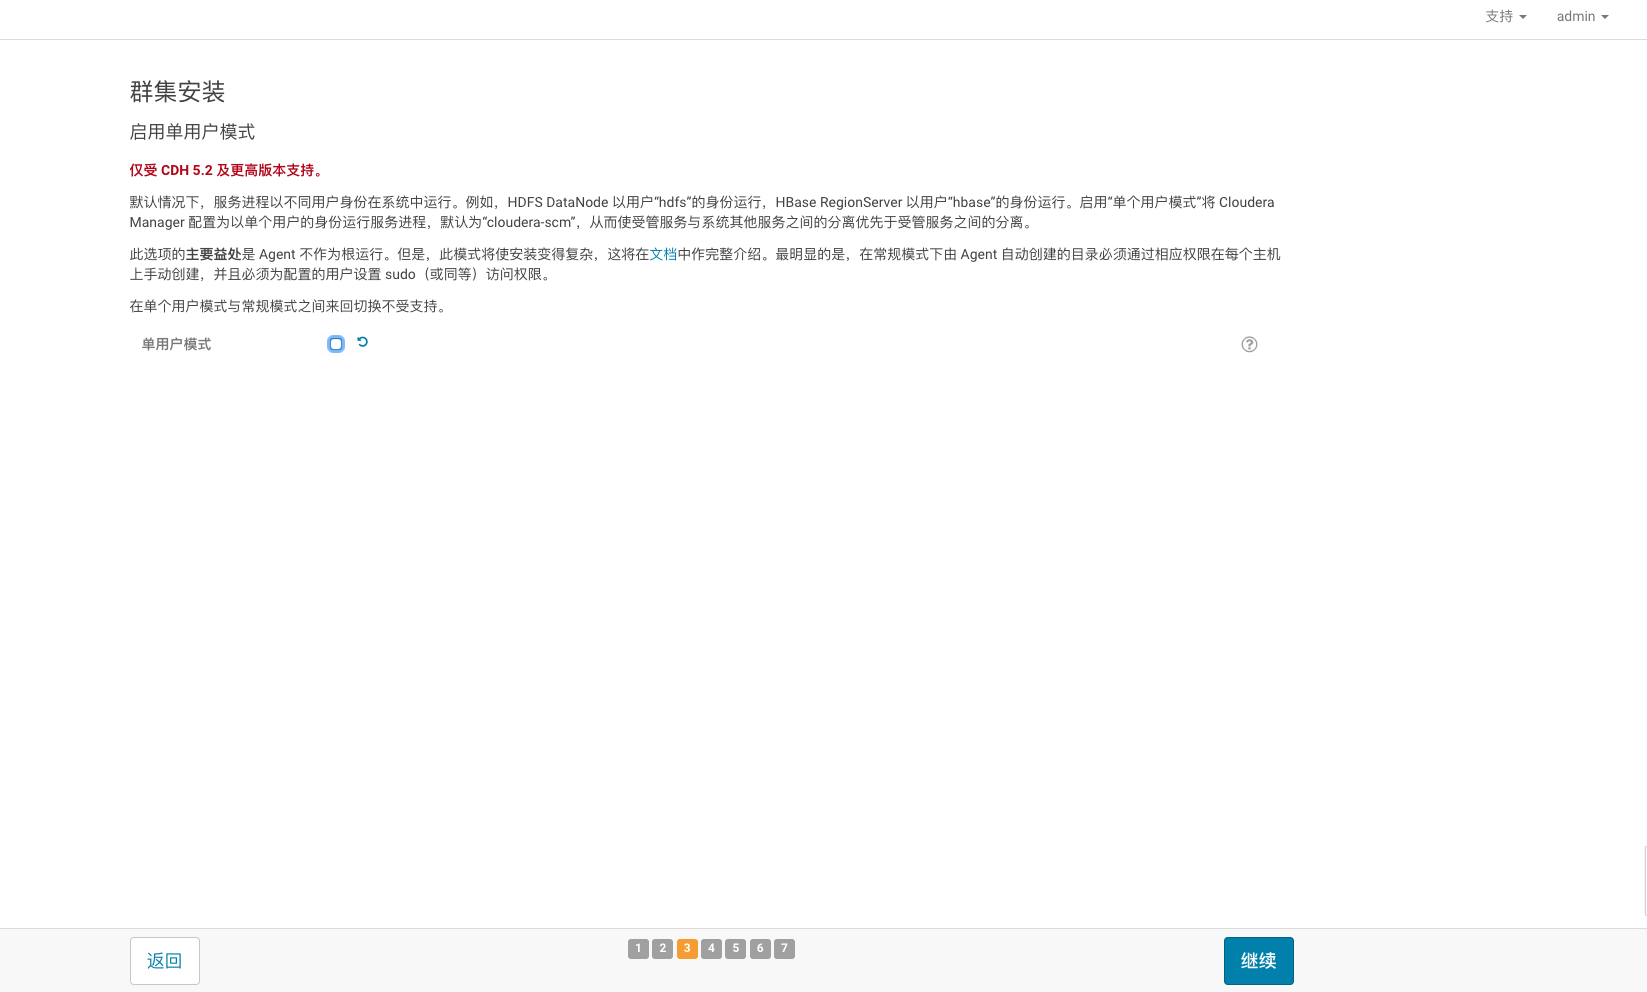 支持 admin
群集安装
启用单用户模式
仅受 CDH 5.2 及更高版本支持。
默认情况下，服务进程以不同用户身份在系统中运行。例如，HDFS DataNode 以用户“hdfs”的身份运行，HBase RegionServer 以用户“hbase”的身份运行。启用“单个用户模式”将 Cloudera
Manager 配置为以单个用户的身份运行服务进程，默认为“cloudera-scm”，从而使受管服务与系统其他服务之间的分离优先于受管服务之间的分离。
此选项的主要益处是 Agent 不作为根运行。但是，此模式将使安装变得复杂，这将在文档中作完整介绍。最明显的是，在常规模式下由 Agent 自动创建的目录必须通过相应权限在每个主机
上手动创建，并且必须为配置的用户设置 sudo（或同等）访问权限。
在单个用户模式与常规模式之间来回切换不受支持。
单用户模式
返回 1 2 3 4 5 6 7 继续